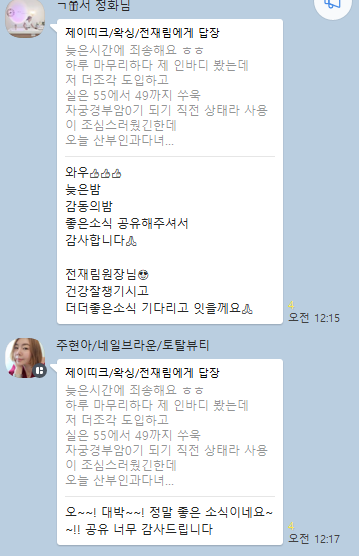 서 정화님
제이띠크/왁싱/전재림에게 답장
늦은시간에 죄송해요 ㅎㅎ
하루 마무리하다 제 인바디 봤는데
저 더조각 도입하고
실은 55에서 49까지 쑤욱
자궁경부암0기 되기 직전 상태라 사용
이 조심스러웠긴한데
오늘 산부인과다녀...
와우👍👍👍
늦은밤
감동의밤
좋은소식 공유해주셔서
감사합니다🙏
전재림원장님😍
건강잘챙기시고
더더좋은소식 기다리고 잇을께요🙏
4
오전 12:15
주현아/네일브라운/토탈뷰티
제이띠크/왁싱/전재림에게 답장
늦은시간에 죄송해요 ㅎㅎ
하루 마무리하다 제 인바디 봤는데
저 더조각 도입하고
실은 55에서 49까지 쑤욱
자궁경부암0기 되기 직전 상태라 사용
이 조심스러웠긴한데
오늘 산부인과다녀...
오~~! 대박~~! 정말 좋은 소식이네요~
~!! 공유 너무 감사드립니다
4
오전 12:17